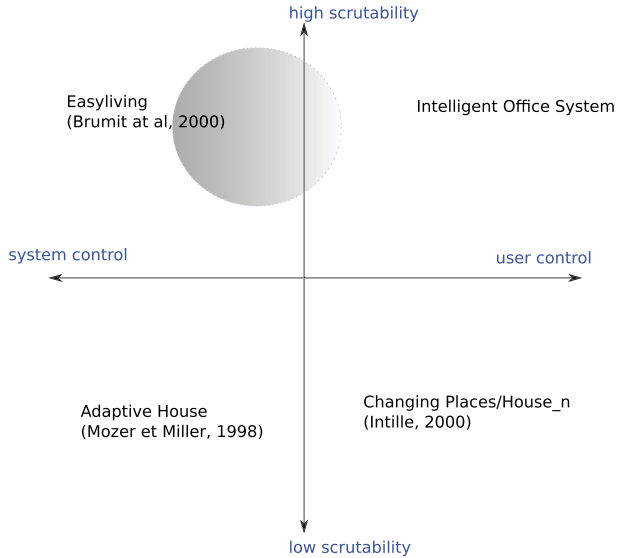 high scrutability
Easyliving
(Brumit at al, 2000)
Intelligent Office System
system control
user control
Adaptive House
(Mozer et Miller, 1998)
Changing Places/House_n
(Intille, 2000)
low scrutability